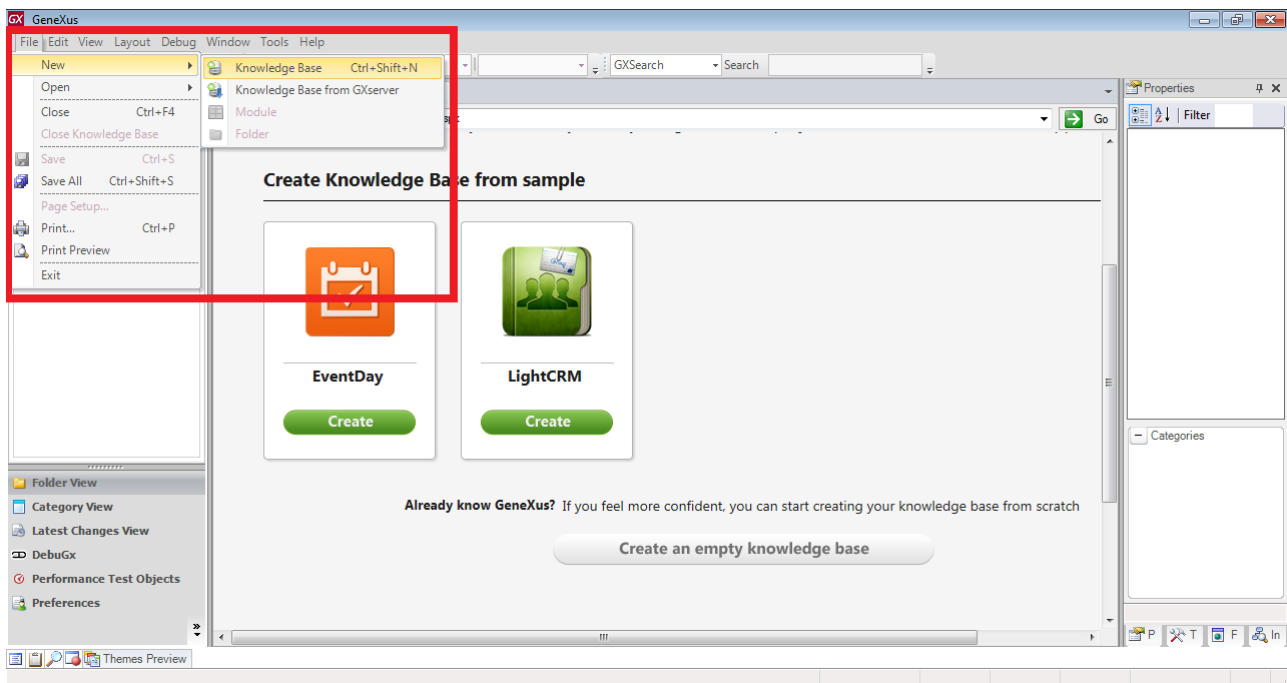 GX GeneXus
File Edit View Layout Debug Window Tools Help
New
Knowledge Base Ctrl+Shift+N
GXSearch Search
Open
Knowledge Base from GXserver
Properties
Close Ctrl+F4
Module
Go
Filter
Close Knowledge Base
Folder
Save Ctrl+S
Save All Ctrl+Shift+S
Page Setup...
Print... Ctrl+P
Print Preview
Exit
Create Knowledge Base from sample
EventDay
LightCRM
Create
Create
Categories
Already know GeneXus? If you feel more confident, you can start creating your knowledge base from scratch
Create an empty knowledge base
Folder View
Category View
Latest Changes View
DebuGx
Performance Test Objects
Preferences
P T F In
Themes Preview